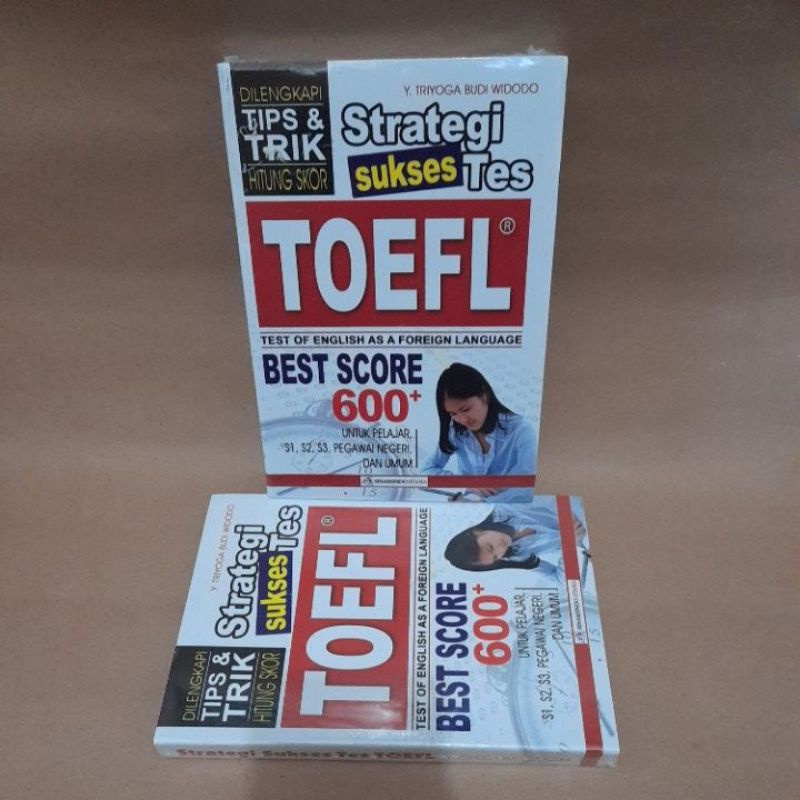 DILENGKAPI
TIPS &
TRIK
HITUNG SKOR
Y. TRIYOGA BUDI WIDODO
Strategi
sukses Tes
TOEFL®
TEST OF ENGLISH AS A FOREIGN LANGUAGE
BEST SCORE
600+
UNTUK PELAJAR,
S1, S2, S3, PEGAWAI NEGERI,
DAN UMUM
Y. TRIYOGA BUDI WIDODO
Strategi
sukses Tes
DILENGKAPI
TIPS &
TRIK
HITUNG SKOR
TOEFL®
TEST OF ENGLISH AS A FOREIGN LANGUAGE
BEST SCORE
600+
UNTUK PELAJAR,
S1, S2, S3, PEGAWAI NEGERI,
DAN UMUM
Strategi Sukses Tes TOEFL